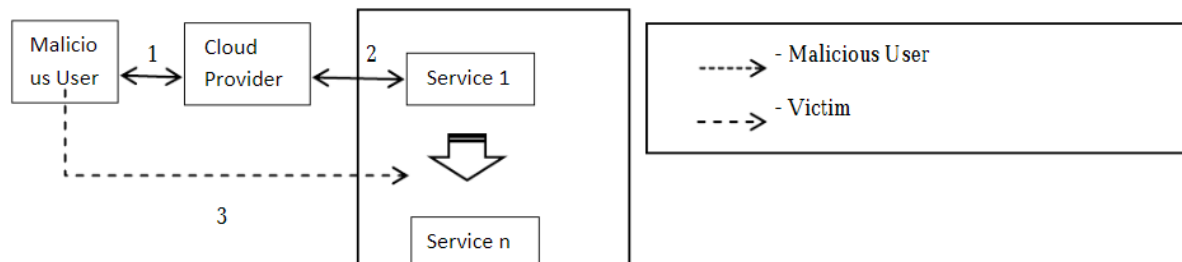 Malicio
us User
1
Cloud
Provider
2
Service 1
3
Service n
- Malicious User
- Victim